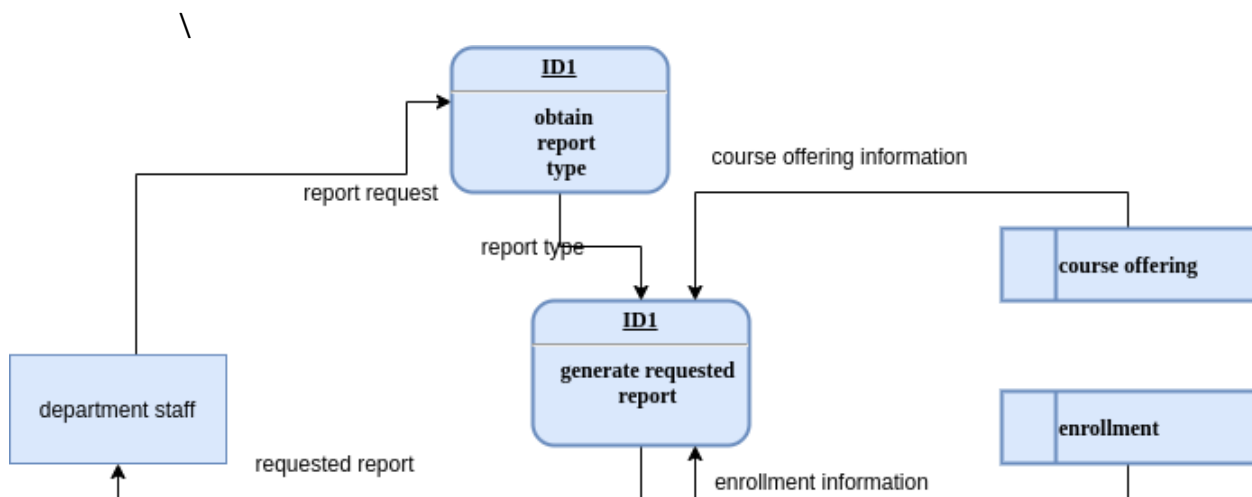 \
ID1
obtain
report
type
course offering information
report request
report type
course offering
ID1
generate requested
report
department staff
enrollment
requested report
enrollment information